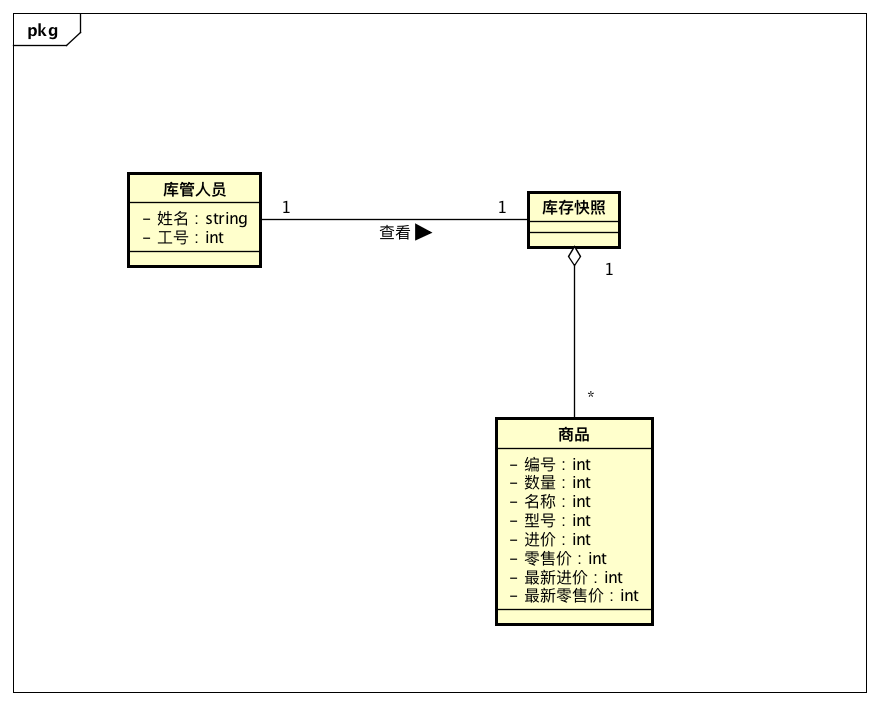 pkg
库管人员
- 姓名 : string
- 工号 : int
1
1
查看 ▶
库存快照
1
*
商品
- 编号 : int
- 数量 : int
- 名称 : int
- 型号 : int
- 进价 : int
- 零售价 : int
- 最新进价 : int
- 最新零售价 : int